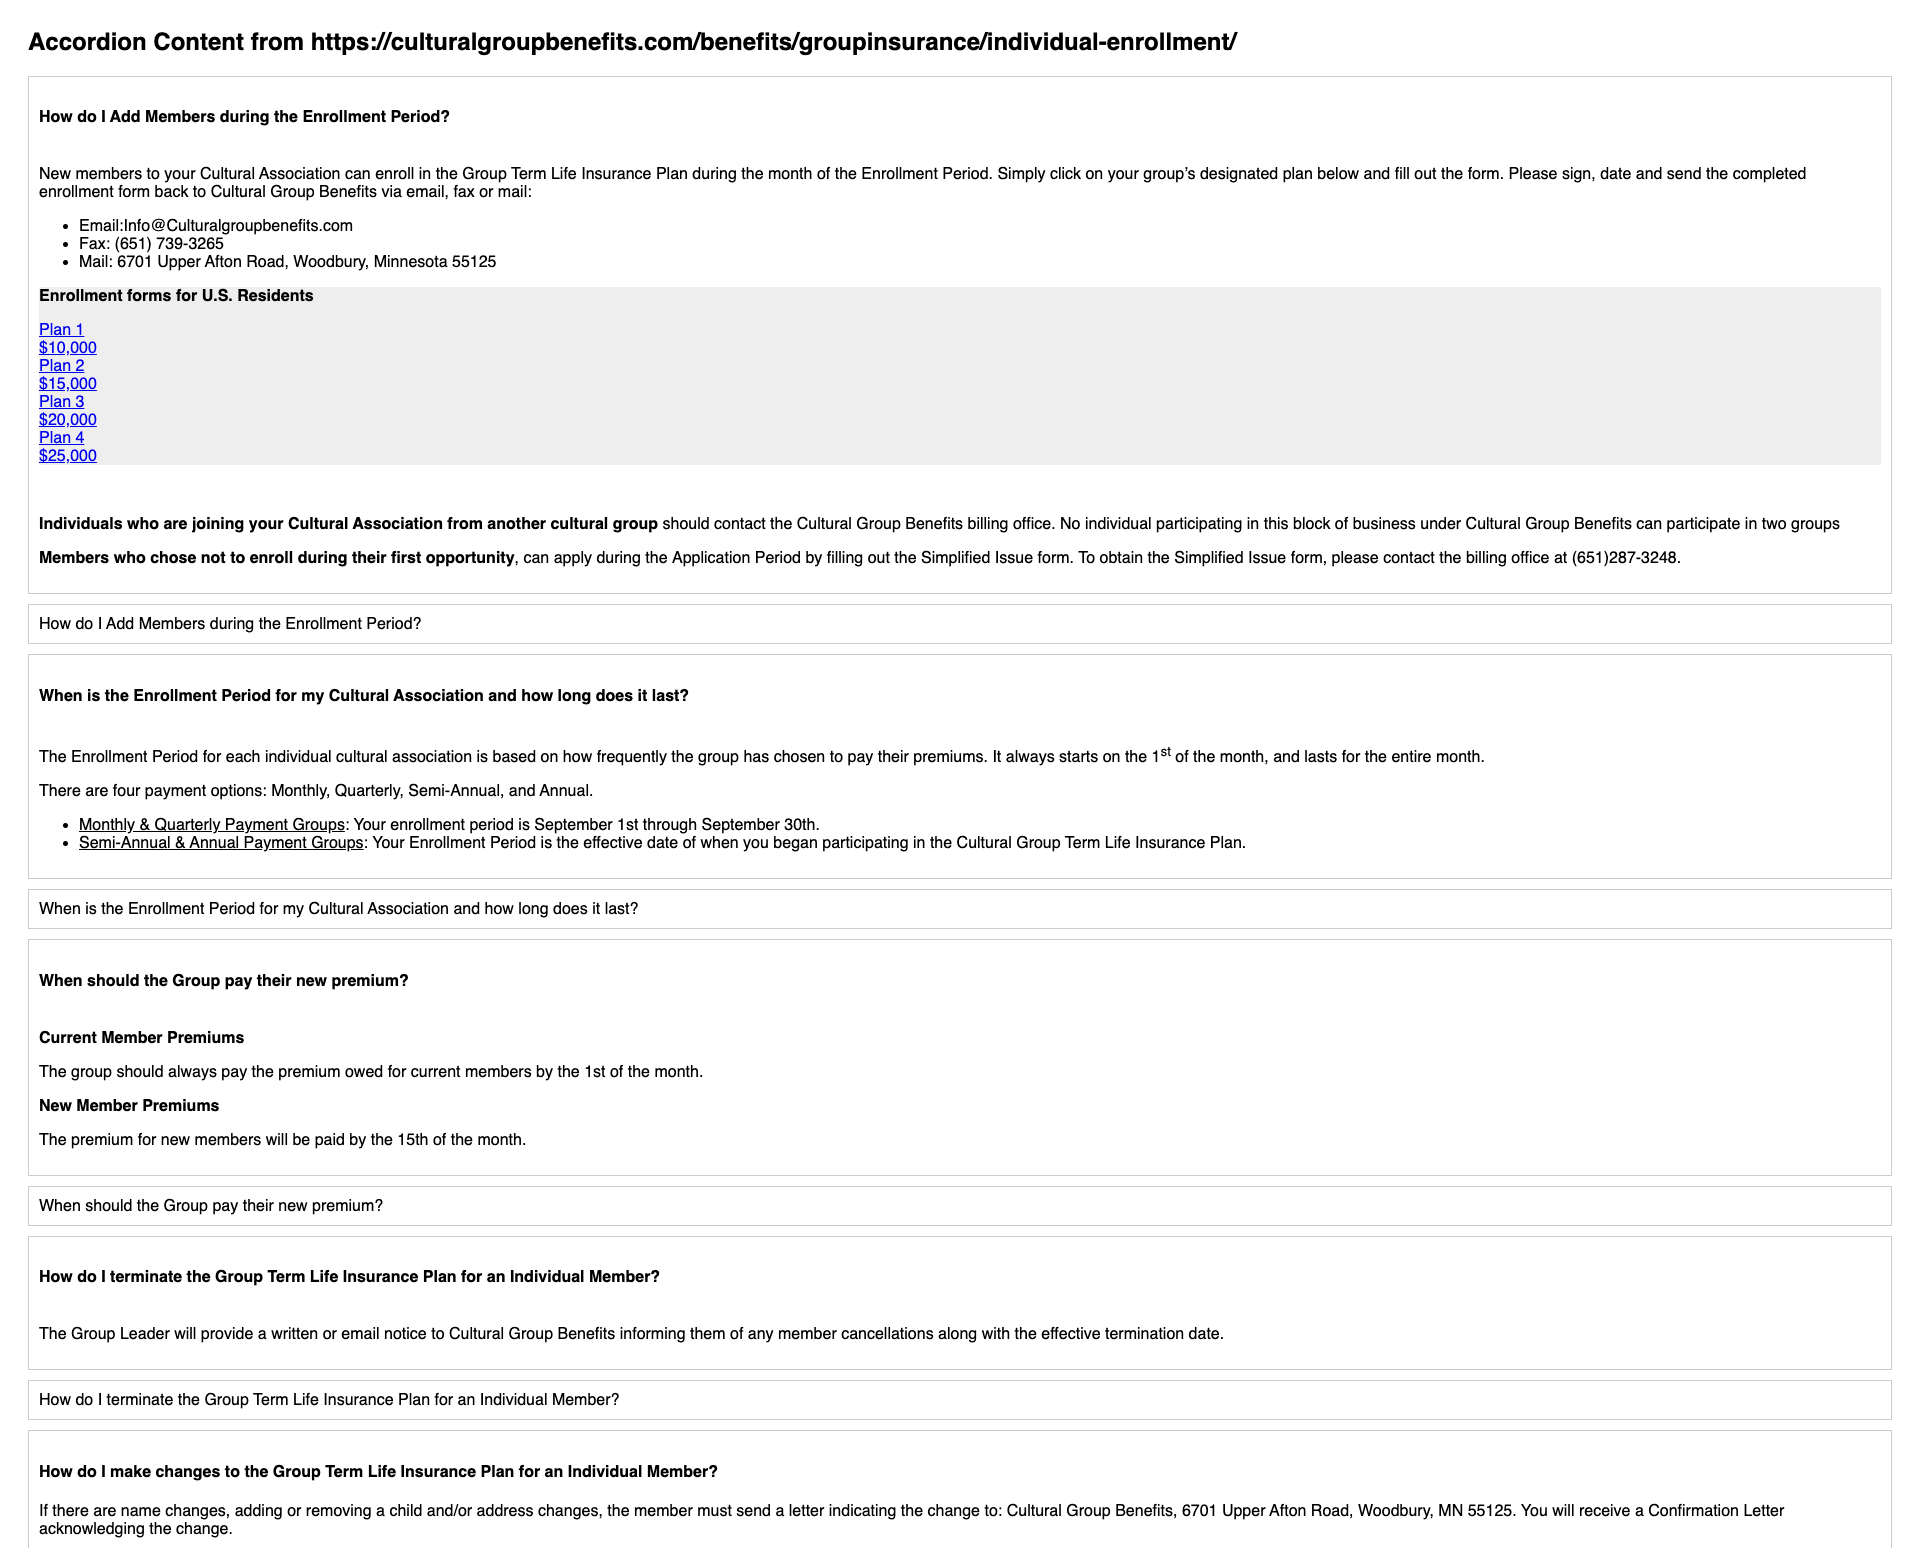 Accordion Content from https://culturalgroupbenefits.com/benefits/groupinsurance/individual-enrollment/
How do I Add Members during the Enrollment Period?
New members to your Cultural Association can enroll in the Group Term Life Insurance Plan during the month of the Enrollment Period. Simply click on your group’s designated plan below and fill out the form. Please sign, date and send the completed
enrollment form back to Cultural Group Benefits via email, fax or mail:
• Email:Info@Culturalgroupbenefits.com
• Fax: (651) 739-3265
• Mail: 6701 Upper Afton Road, Woodbury, Minnesota 55125
Enrollment forms for U.S. Residents
Plan 1
$10,000
Plan 2
$15,000
Plan 3
$20,000
Plan 4
$25,000
Individuals who are joining your Cultural Association from another cultural group should contact the Cultural Group Benefits billing office. No individual participating in this block of business under Cultural Group Benefits can participate in two groups
Members who chose not to enroll during their first opportunity, can apply during the Application Period by filling out the Simplified Issue form. To obtain the Simplified Issue form, please contact the billing office at (651)287-3248.
How do I Add Members during the Enrollment Period?
When is the Enrollment Period for my Cultural Association and how long does it last?
The Enrollment Period for each individual cultural association is based on how frequently the group has chosen to pay their premiums. It always starts on the 1st of the month, and lasts for the entire month.
There are four payment options: Monthly, Quarterly, Semi-Annual, and Annual.
• Monthly & Quarterly Payment Groups: Your enrollment period is September 1st through September 30th.
• Semi-Annual & Annual Payment Groups: Your Enrollment Period is the effective date of when you began participating in the Cultural Group Term Life Insurance Plan.
When is the Enrollment Period for my Cultural Association and how long does it last?
When should the Group pay their new premium?
Current Member Premiums
The group should always pay the premium owed for current members by the 1st of the month.
New Member Premiums
The premium for new members will be paid by the 15th of the month.
When should the Group pay their new premium?
How do I terminate the Group Term Life Insurance Plan for an Individual Member?
The Group Leader will provide a written or email notice to Cultural Group Benefits informing them of any member cancellations along with the effective termination date.
How do I terminate the Group Term Life Insurance Plan for an Individual Member?
How do I make changes to the Group Term Life Insurance Plan for an Individual Member?
If there are name changes, adding or removing a child and/or address changes, the member must send a letter indicating the change to: Cultural Group Benefits, 6701 Upper Afton Road, Woodbury, MN 55125. You will receive a Confirmation Letter
acknowledging the change.